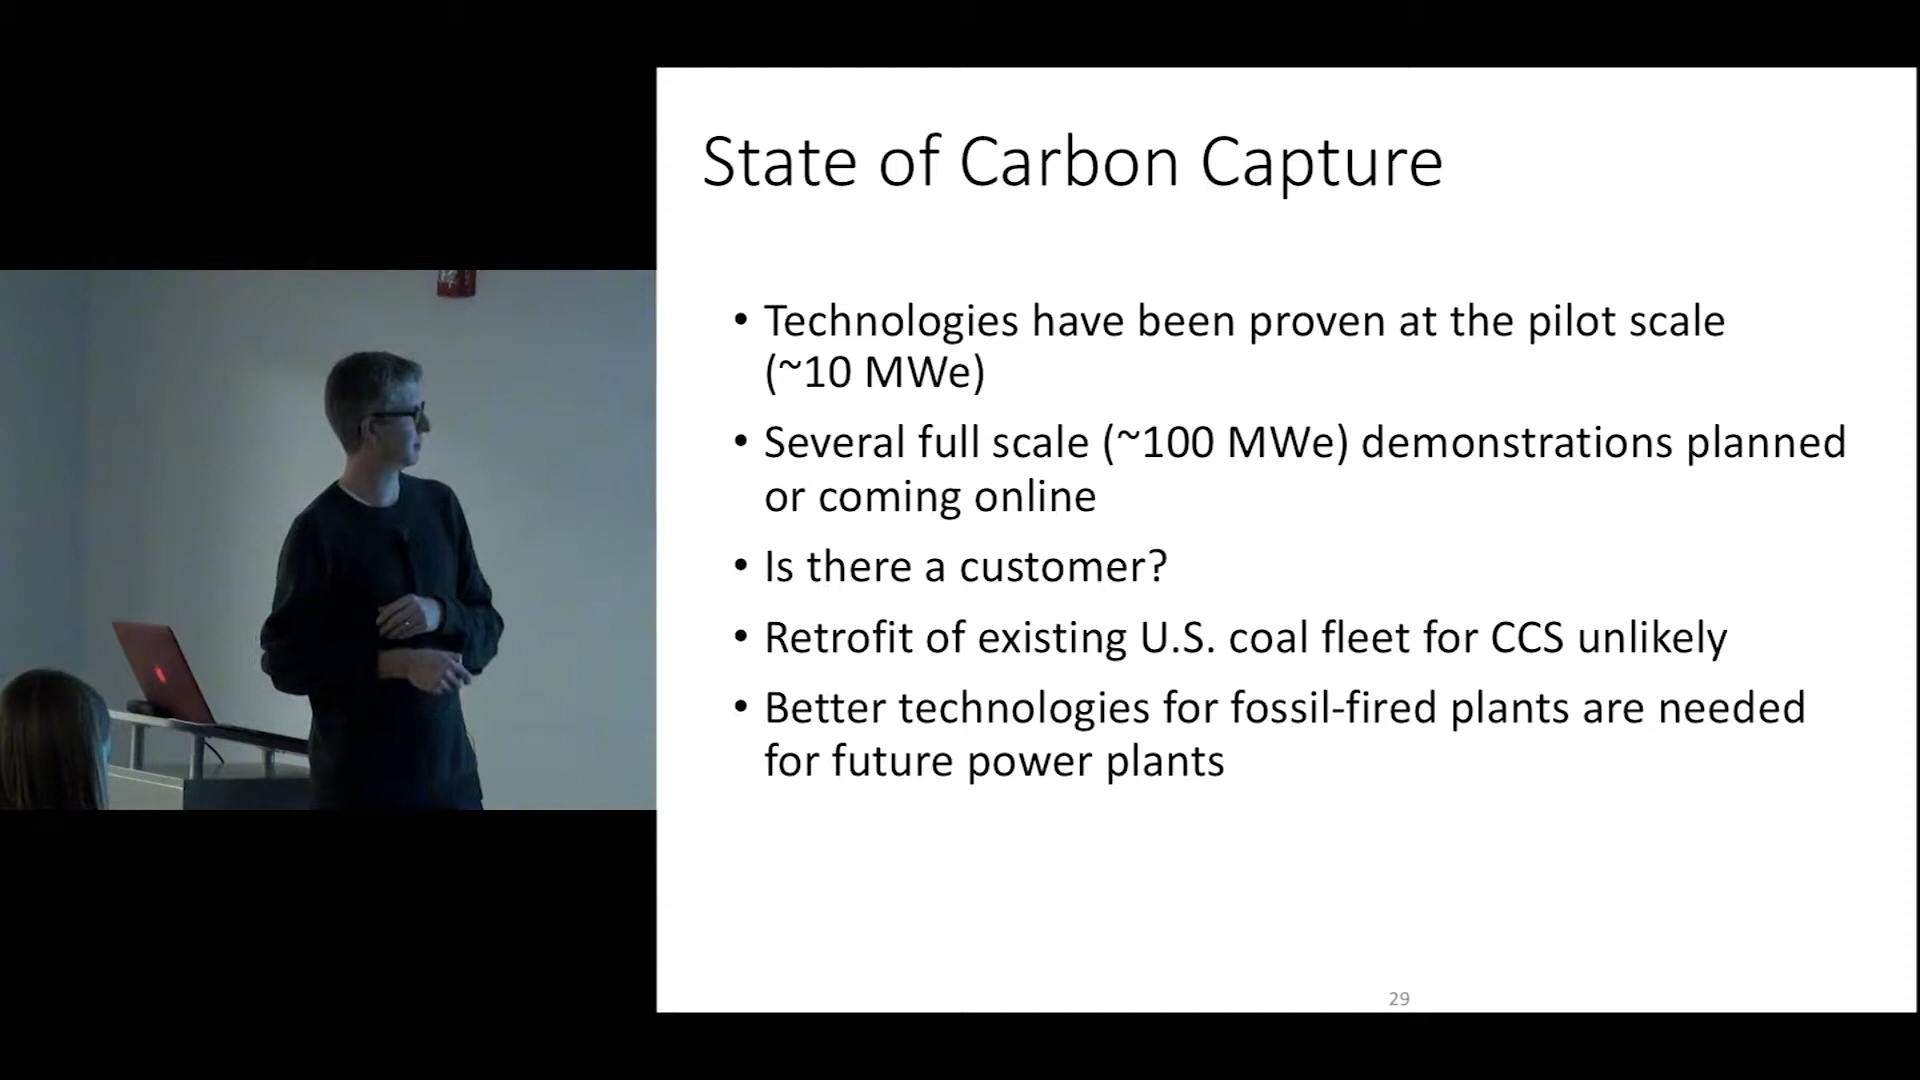 State of Carbon Capture
• Technologies have been proven at the pilot scale
(~10 MWe)
• Several full scale (~100 MWe) demonstrations planned
or coming online
• Is there a customer?
• Retrofit of existing U.S. coal fleet for CCS unlikely
• Better technologies for fossil-fired plants are needed
for future power plants
29